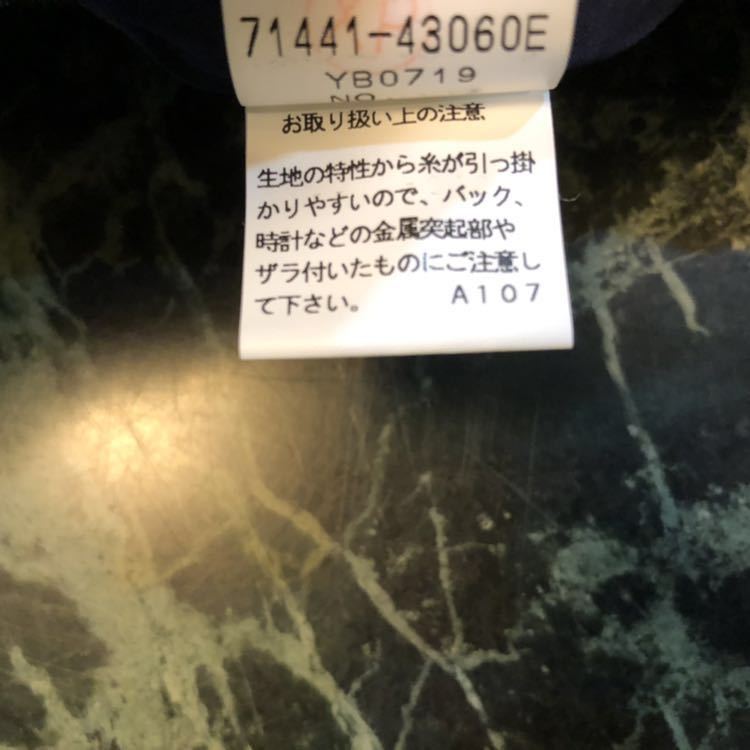 71441-43060E
YB0719
NO
お取り扱い上の注意
生地の特性から糸が引っ掛
かりやすいので、バック、
時計などの金属突起部や
ザラ付いたものにご注意し
て下さい。 A107